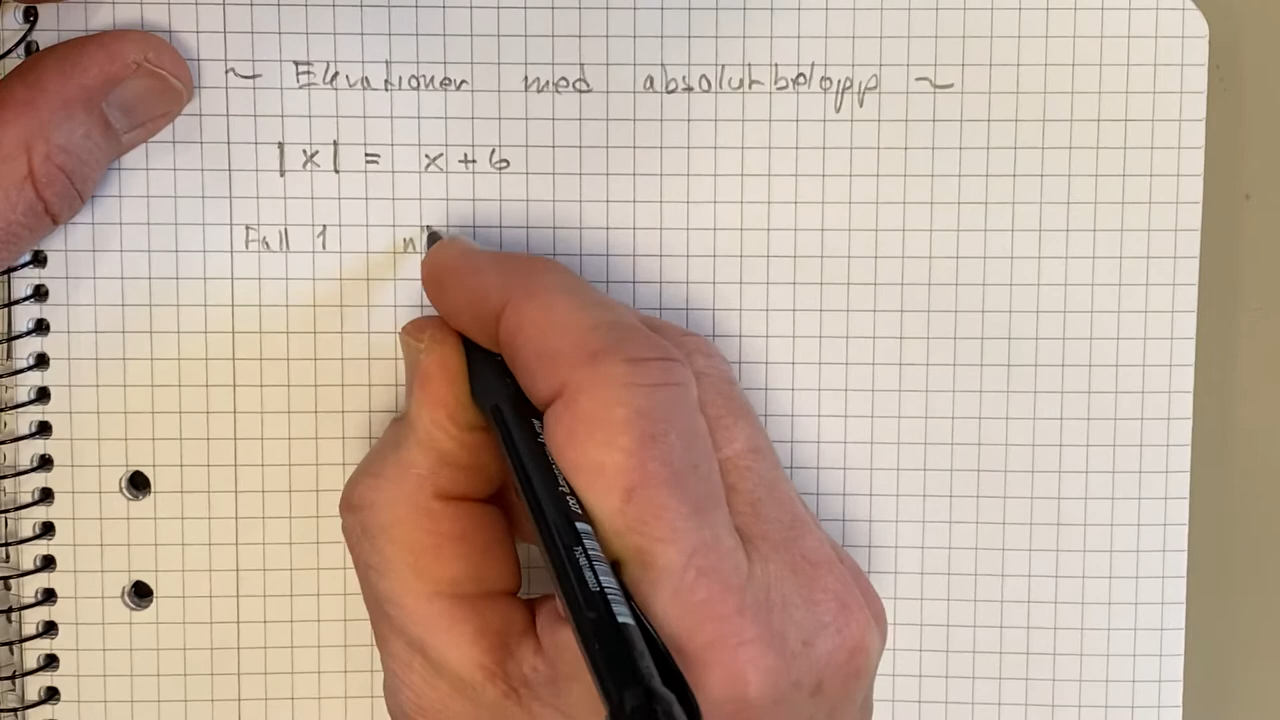 ~ Ekvationer med absolutbelopp ~
|x| = x + 6
Fall 1 n